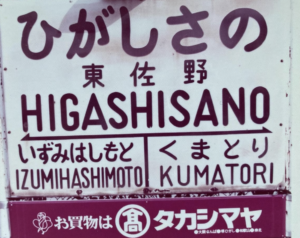 ひがしさの
東佐野
HIGASHISANO
いずみはしもと くまとり
IZUMIHASHIMOTO KUMATORI
お買物は 髙 タカシマヤ